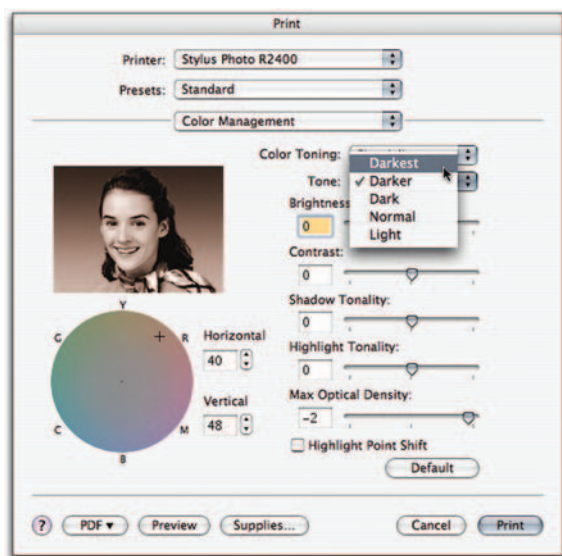 Print
Printer: Stylus Photo R2400
Presets: Standard
Color Management
Color Toning:
Darkest
Tone: ✓ Darker
Dark
Normal
Light
Brightness
0
Contrast:
0
Shadow Tonality:
0
Highlight Tonality:
0
Max Optical Density:
-2
Highlight Point Shift
Default
Y
G R
C M
B
Horizontal
40
Vertical
48
? PDF▼ Preview Supplies... Cancel Print